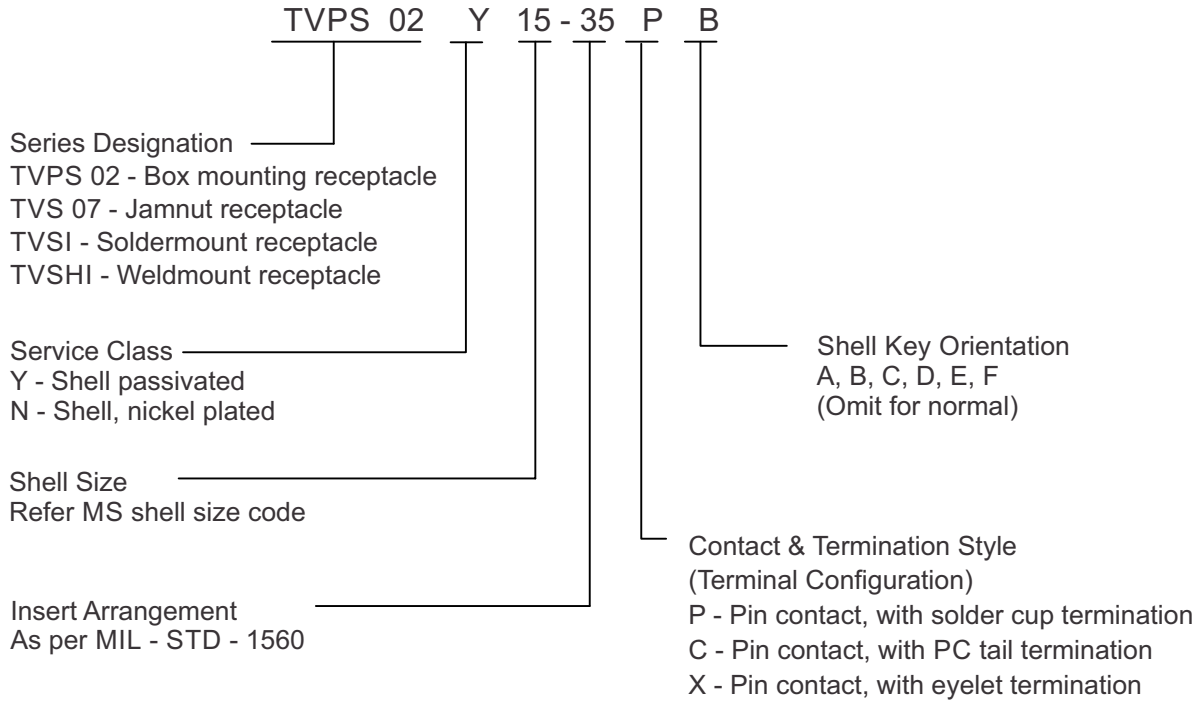 TVPS 02 Y 15 - 35 P B
Series Designation
TVPS 02 - Box mounting receptacle
TVS 07 - Jamnut receptacle
TVSI - Soldermount receptacle
TVSHI - Weldmount receptacle
Service Class
Y - Shell passivated
N - Shell, nickel plated
Shell Key Orientation
A, B, C, D, E, F
(Omit for normal)
Shell Size
Refer MS shell size code
Contact & Termination Style
(Terminal Configuration)
P - Pin contact, with solder cup termination
C - Pin contact, with PC tail termination
X - Pin contact, with eyelet termination
Insert Arrangement
As per MIL - STD - 1560